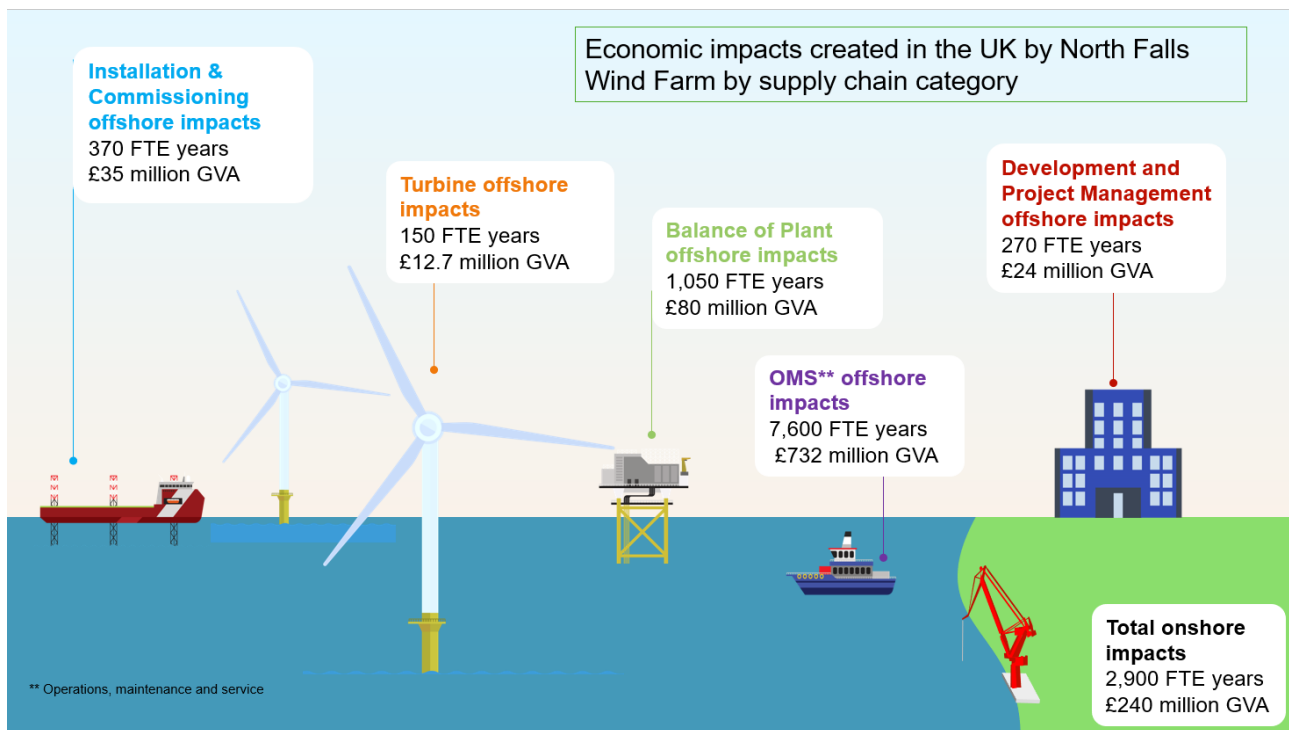 Economic impacts created in the UK by North Falls
Wind Farm by supply chain category
Installation &
Commissioning
offshore impacts
370 FTE years
£35 million GVA
Turbine offshore
impacts
150 FTE years
£12.7 million GVA
Balance of Plant
offshore impacts
1,050 FTE years
£80 million GVA
Development and
Project Management
offshore impacts
270 FTE years
£24 million GVA
OMS** offshore
impacts
7,600 FTE years
£732 million GVA
Total onshore
impacts
2,900 FTE years
£240 million GVA
** Operations, maintenance and service